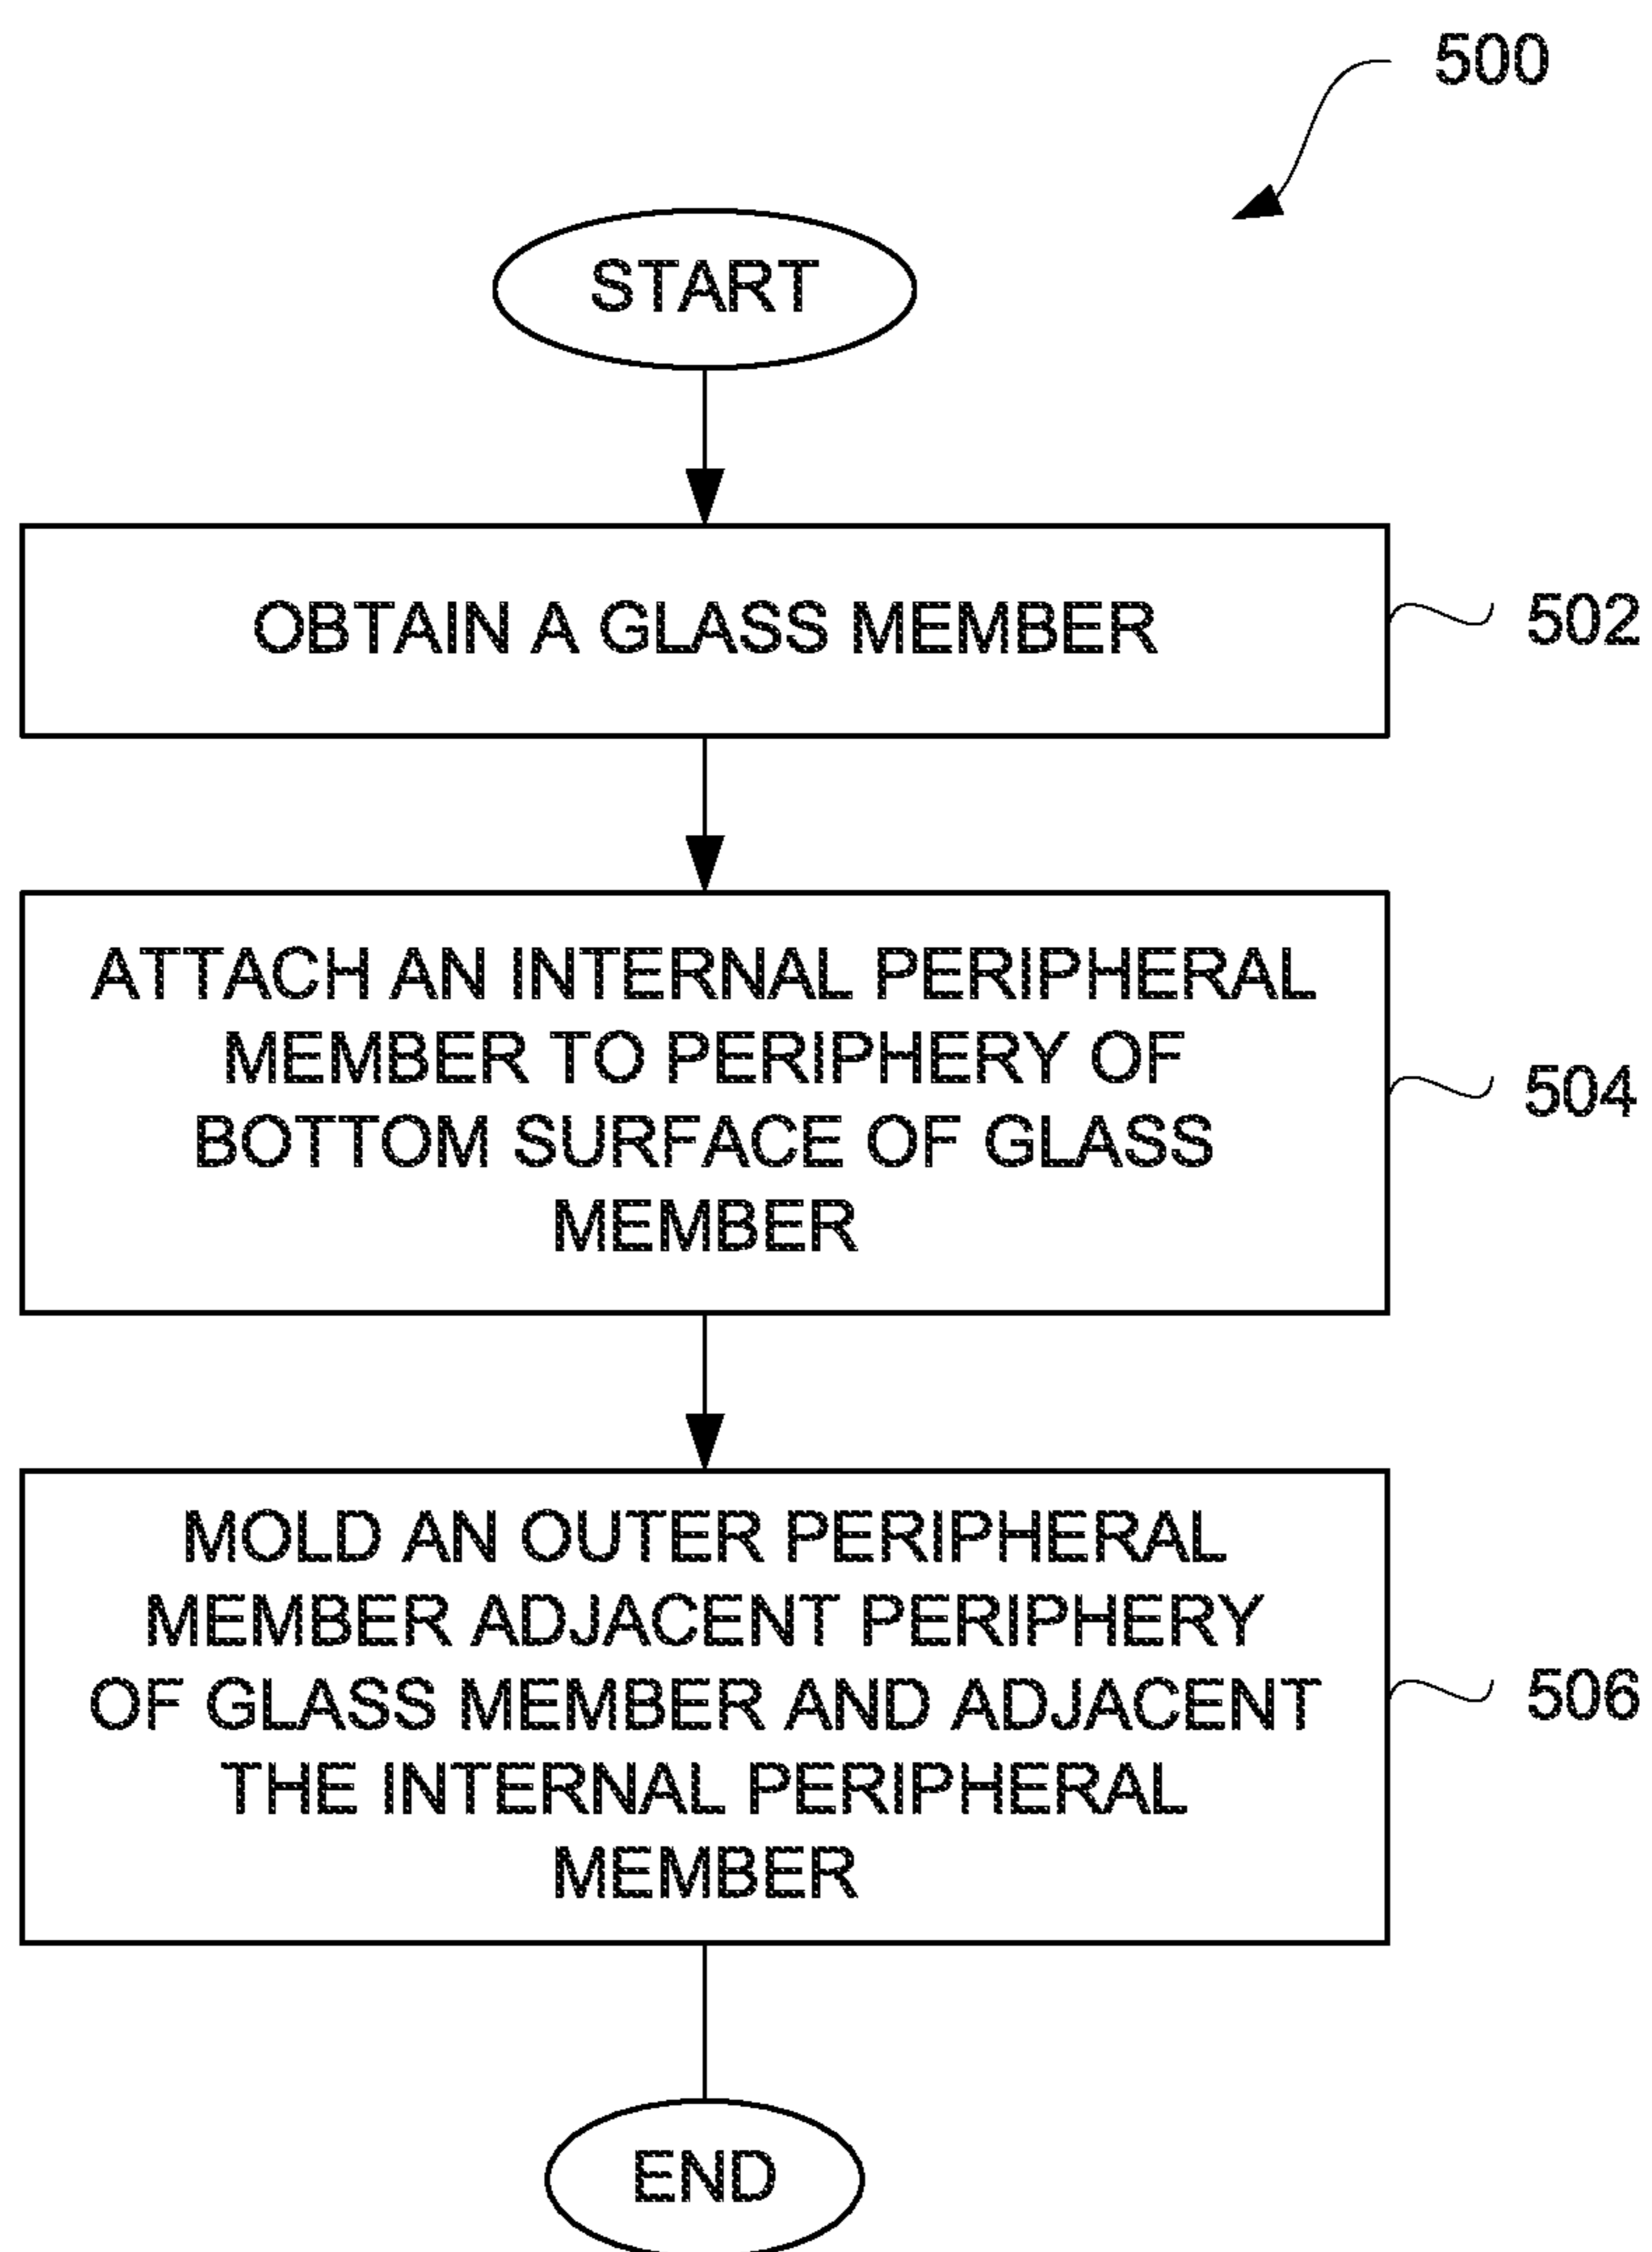 500
START
OBTAIN A GLASS MEMBER
502
ATTACH AN INTERNAL PERIPHERAL
MEMBER TO PERIPHERY OF
BOTTOM SURFACE OF GLASS
MEMBER
504
MOLD AN OUTER PERIPHERAL
MEMBER ADJACENT PERIPHERY
OF GLASS MEMBER AND ADJACENT
THE INTERNAL PERIPHERAL
MEMBER
506
END